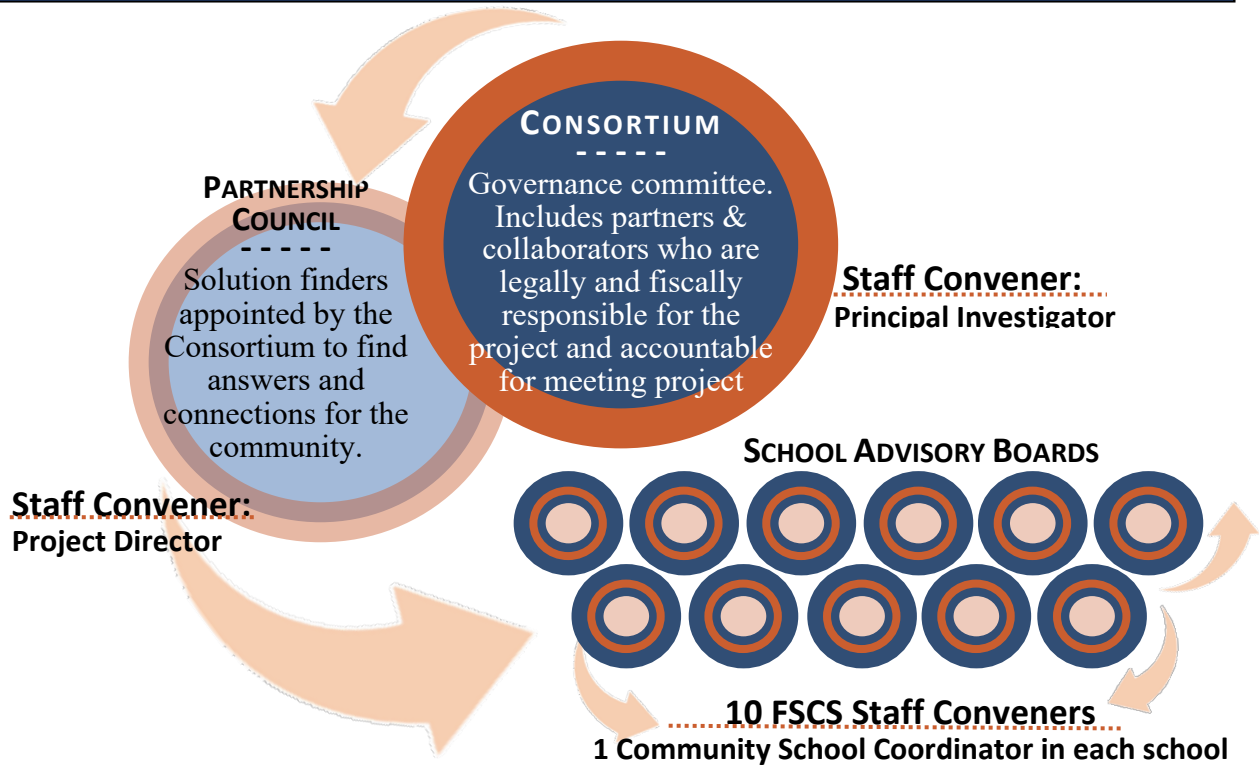 CONSORTIUM
- - - - -
Governance committee.
Includes partners &
collaborators who are
legally and fiscally
responsible for the
project and accountable
for meeting project
PARTNERSHIP
COUNCIL
- - - - -
Solution finders
appointed by the
Consortium to find
answers and
connections for the
community.
Staff Convener:
Principal Investigator
Staff Convener:
Project Director
SCHOOL ADVISORY BOARDS
10 FSCS Staff Conveners
1 Community School Coordinator in each school